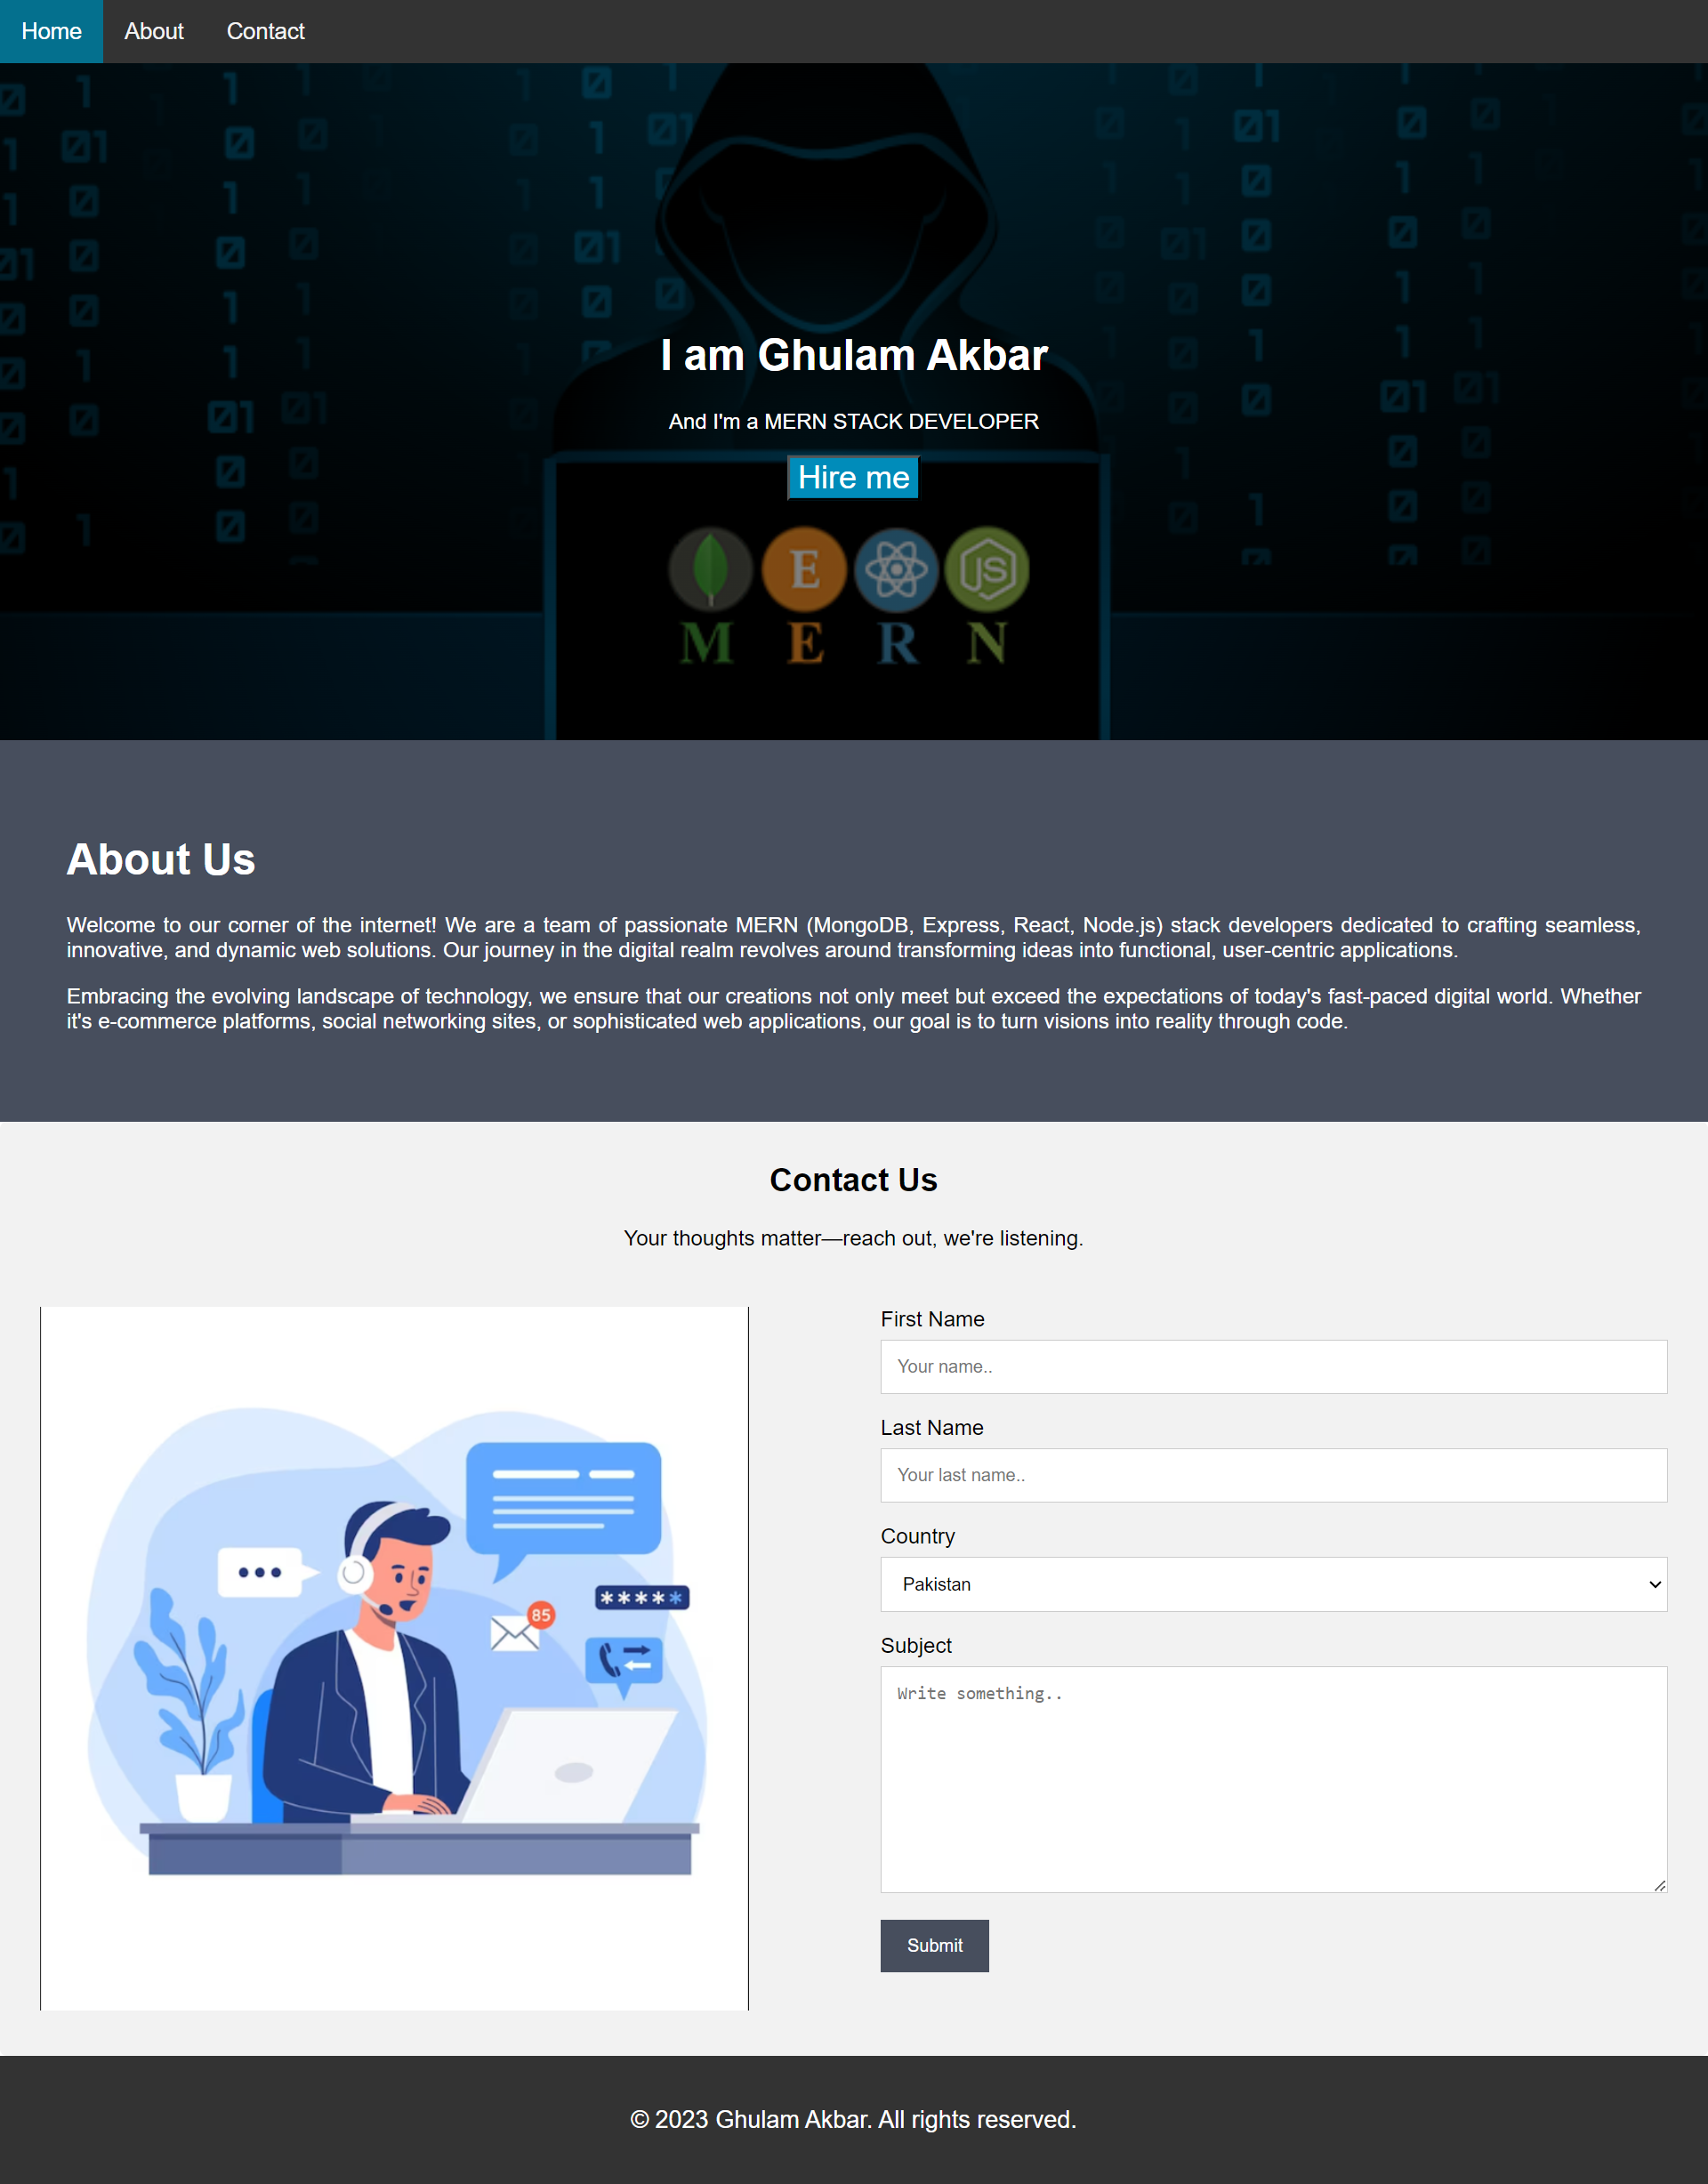 Home About Contact
I am Ghulam Akbar
And I'm a MERN STACK DEVELOPER
Hire me
E JS
M E R N
About Us
Welcome to our corner of the internet! We are a team of passionate MERN (MongoDB, Express, React, Node.js) stack developers dedicated to crafting seamless,
innovative, and dynamic web solutions. Our journey in the digital realm revolves around transforming ideas into functional, user-centric applications.
Embracing the evolving landscape of technology, we ensure that our creations not only meet but exceed the expectations of today's fast-paced digital world. Whether
it's e-commerce platforms, social networking sites, or sophisticated web applications, our goal is to turn visions into reality through code.
Contact Us
Your thoughts matter—reach out, we're listening.
85
*****
First Name
Your name..
Last Name
Your last name..
Country
Pakistan
Subject
Write something..
Submit
© 2023 Ghulam Akbar. All rights reserved.